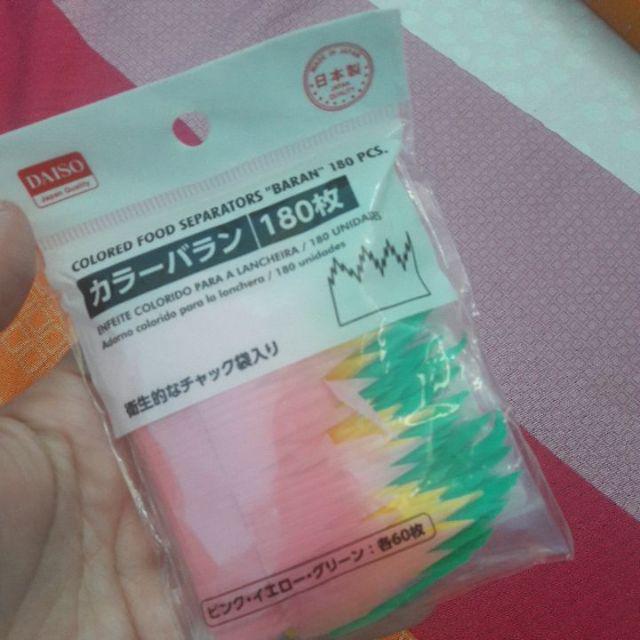 日本製
DAISO
Japan Quality
COLORED FOOD SEPARATORS "BARAN" 180 PCS.
カラーバラン 180枚
ENFEITE COLORIDO PARA A LANCHEIRA / 180 UNIDADES
Adorno colorido para la lonchera / 180 unidades
衛生的なチャック袋入り
ピンク・イエロー・グリーン：各60枚